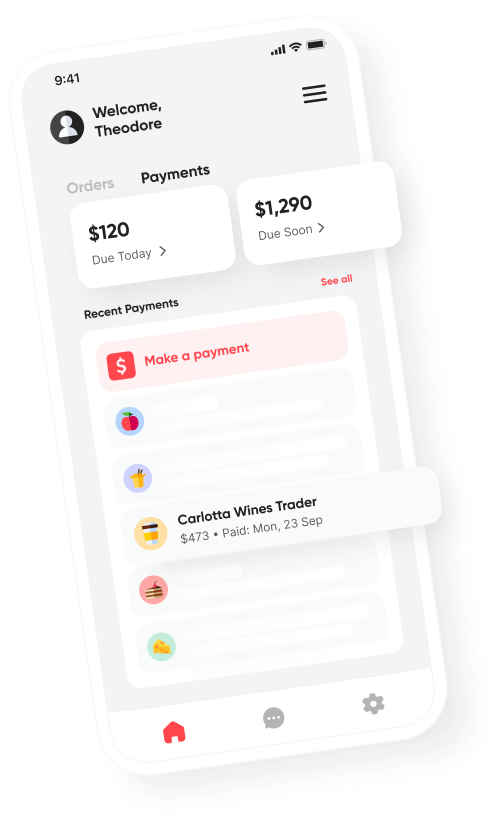 9:41
Welcome,
Theodore
Orders
Payments
$120
Due Today
$1,290
Due Soon
Recent Payments
See all
$
Make a payment
Carlotta Wines Trader
$473 • Paid: Mon, 23 Sep